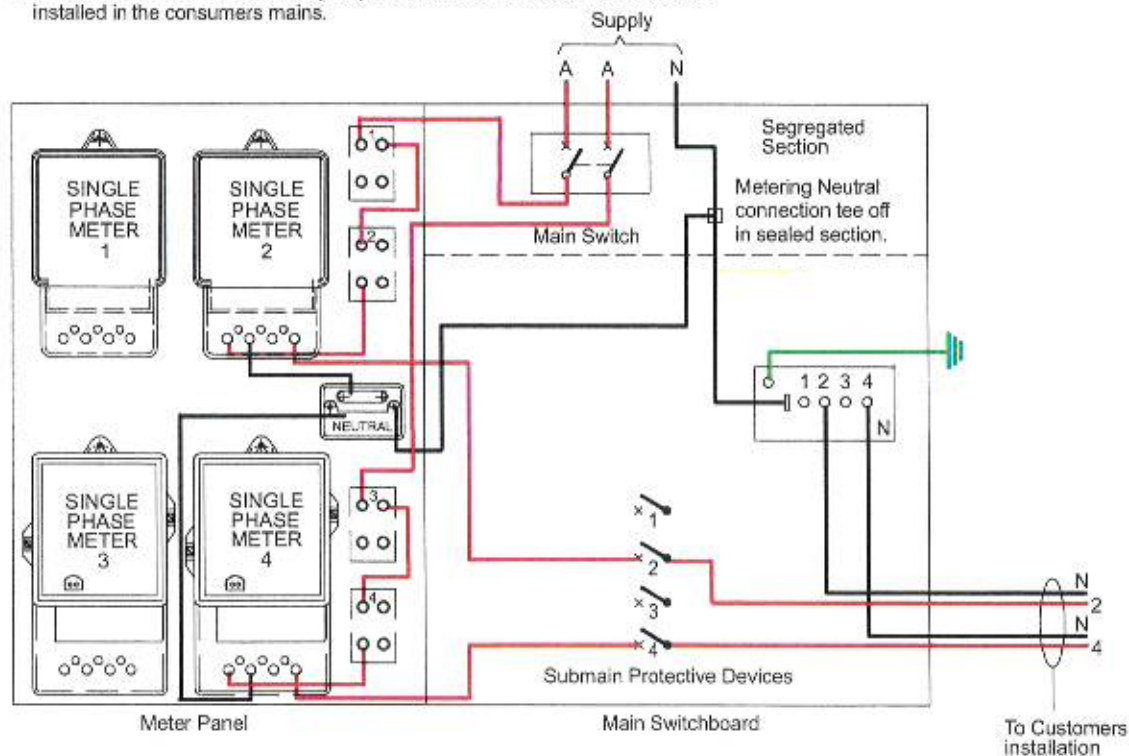 installed in the consumers mains.
Supply
A A N
Segregated
Section
Metering Neutral
connection tee off
in sealed section.
Main Switch
SINGLE
PHASE
METER
1
SINGLE
PHASE
METER
2
1
2
NEUTRAL
1 2 3 4
N
SINGLE
PHASE
METER
3
SINGLE
PHASE
METER
4
3
4
1
2
3
4
Submain Protective Devices
N
2
N
4
Meter Panel
Main Switchboard
To Customers
installation